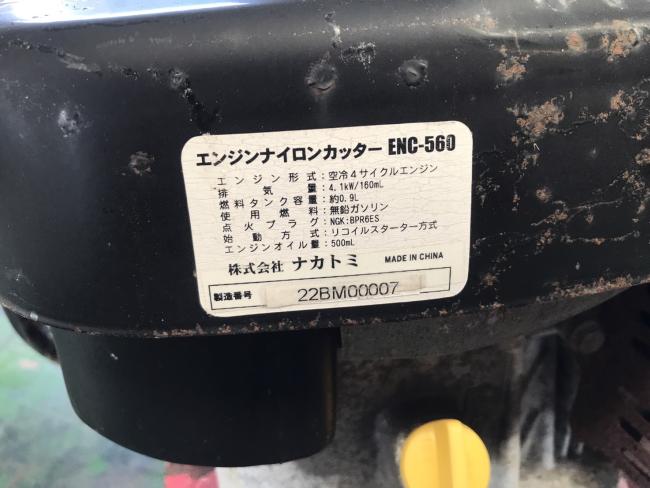 エンジンナイロンカッター ENC-560
エンジン形式:空冷4サイクルエンジン
排気量:4.1kW/160mL
燃料タンク容量:約0.9L
使用燃料:無鉛ガソリン
点火プラグ:NGK:BPR6ES
始動方式:リコイルスターター方式
エンジンオイル量:500mL
株式会社 ナカトミ MADE IN CHINA
製造番号 22BM00007